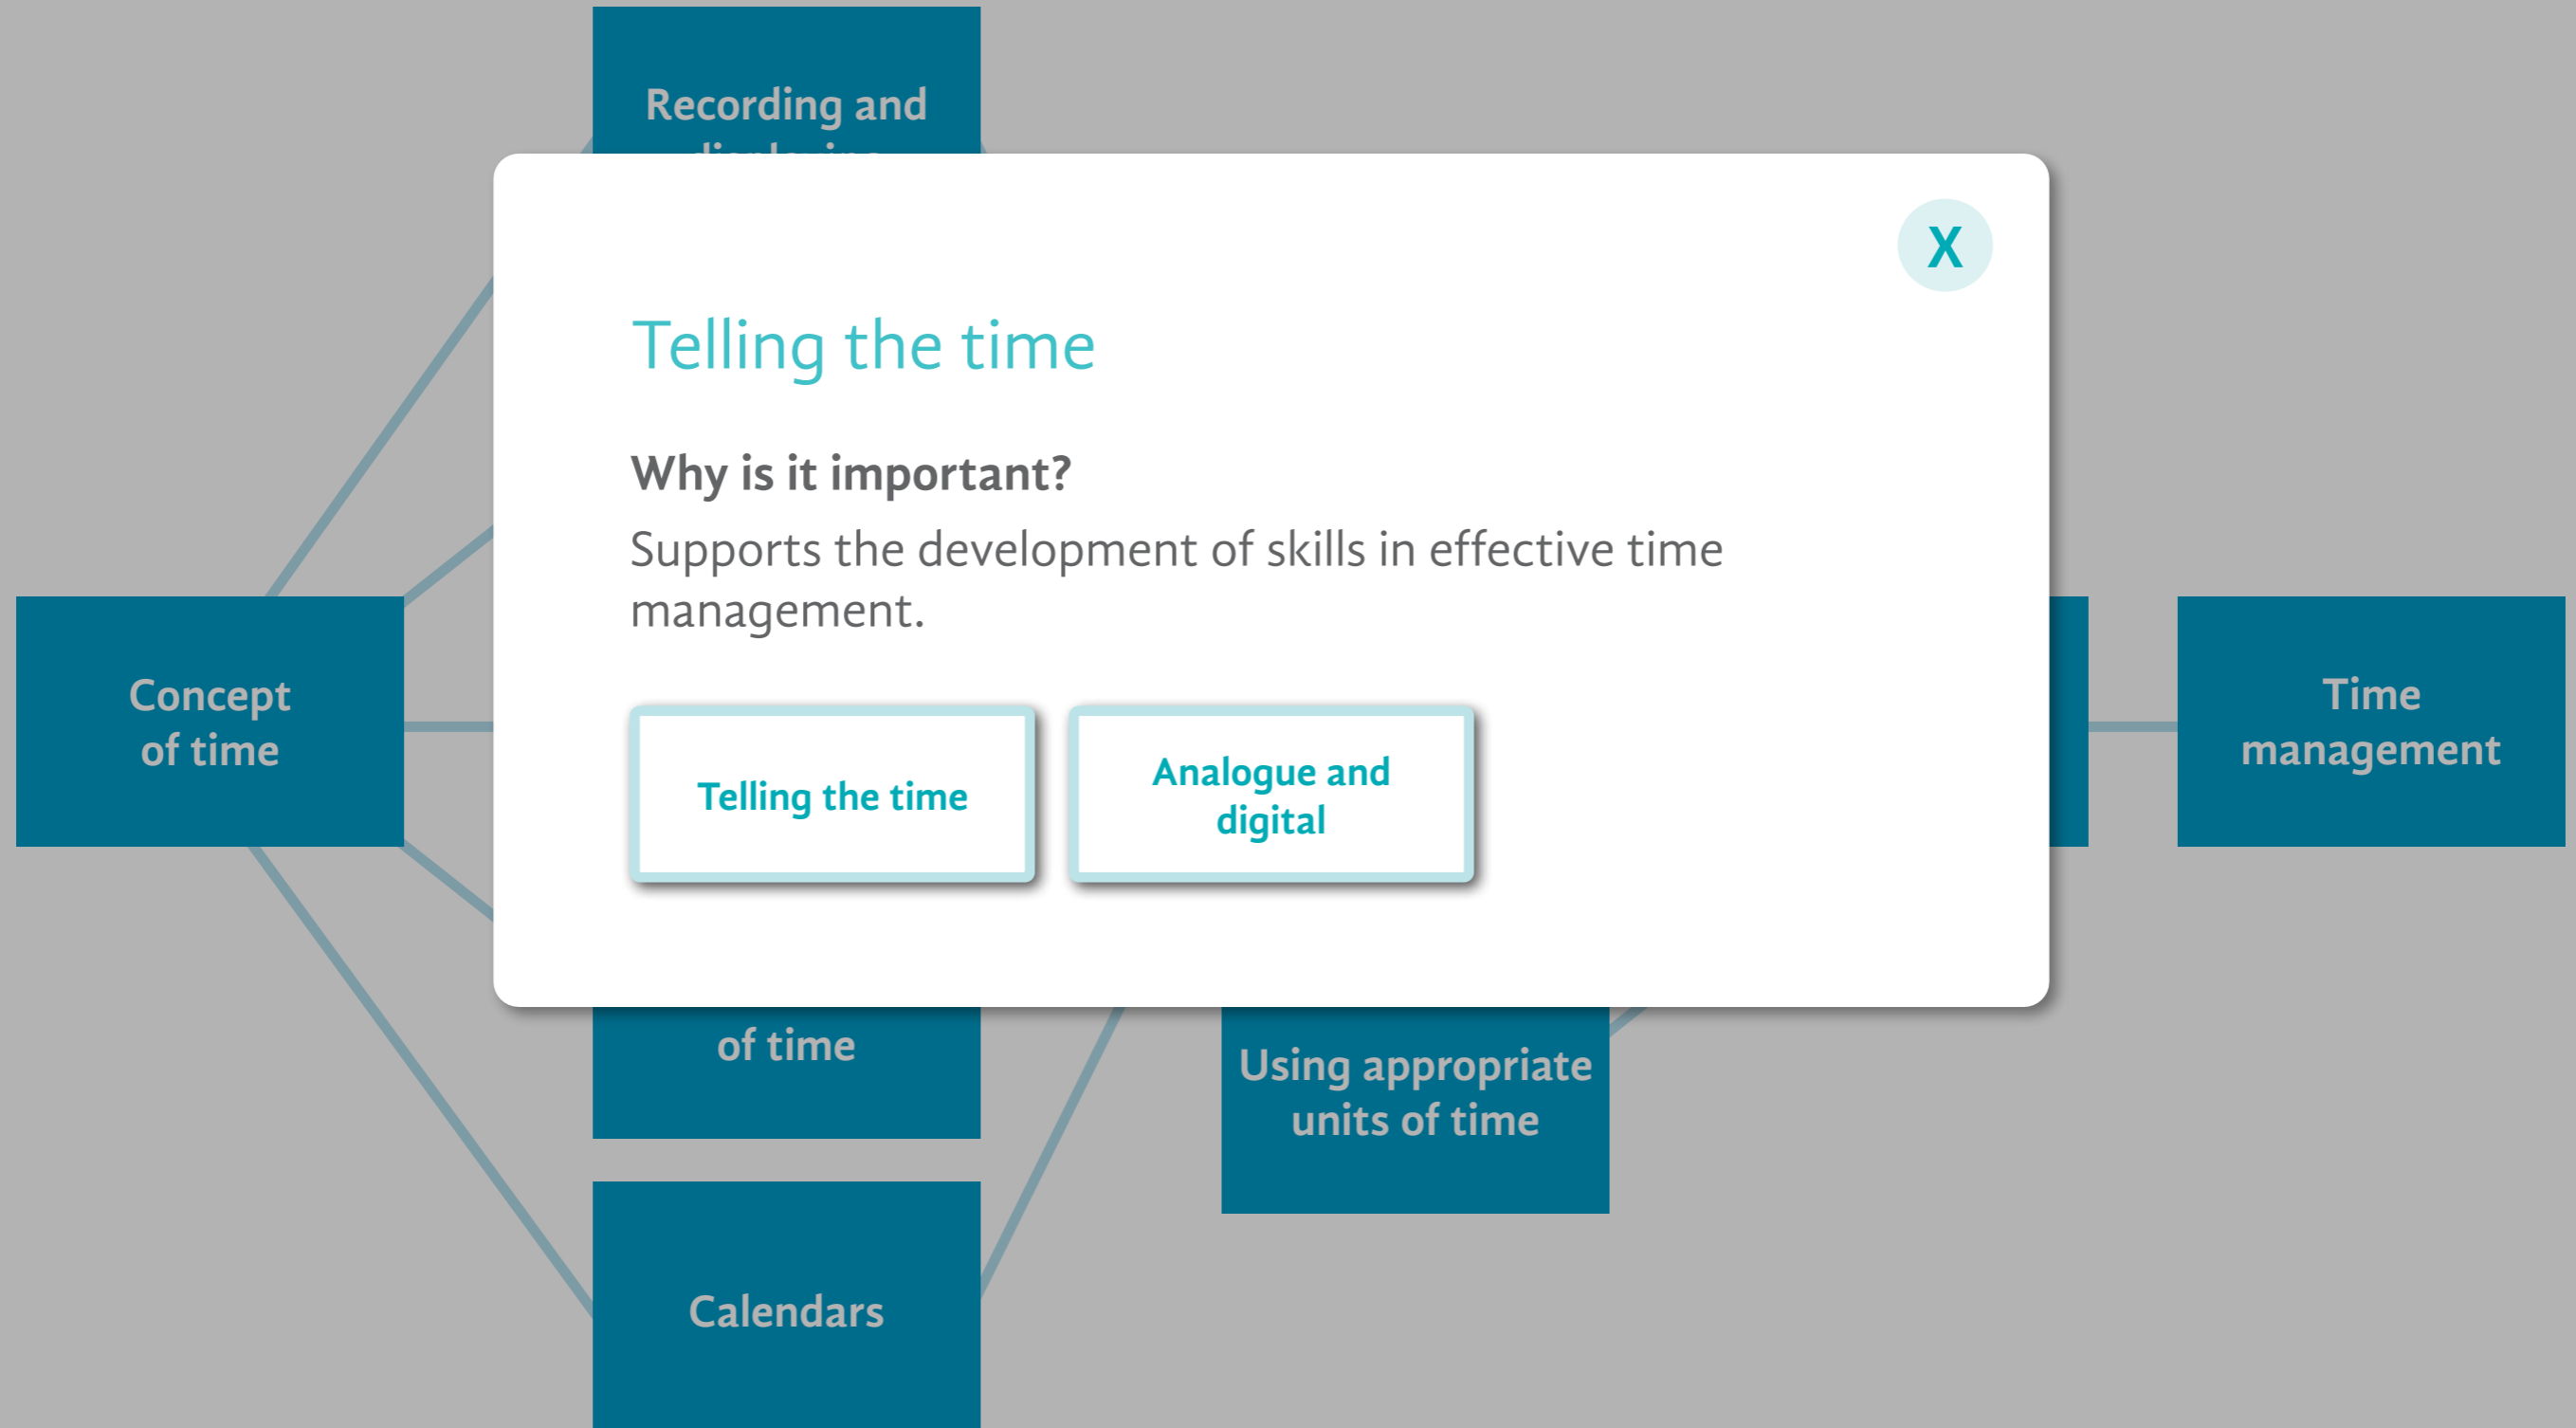 Recording and
X
Telling the time
Why is it important?
Supports the development of skills in effective time
management.
Concept
of time
Telling the time
Analogue and
digital
Time
management
of time
Using appropriate
units of time
Calendars